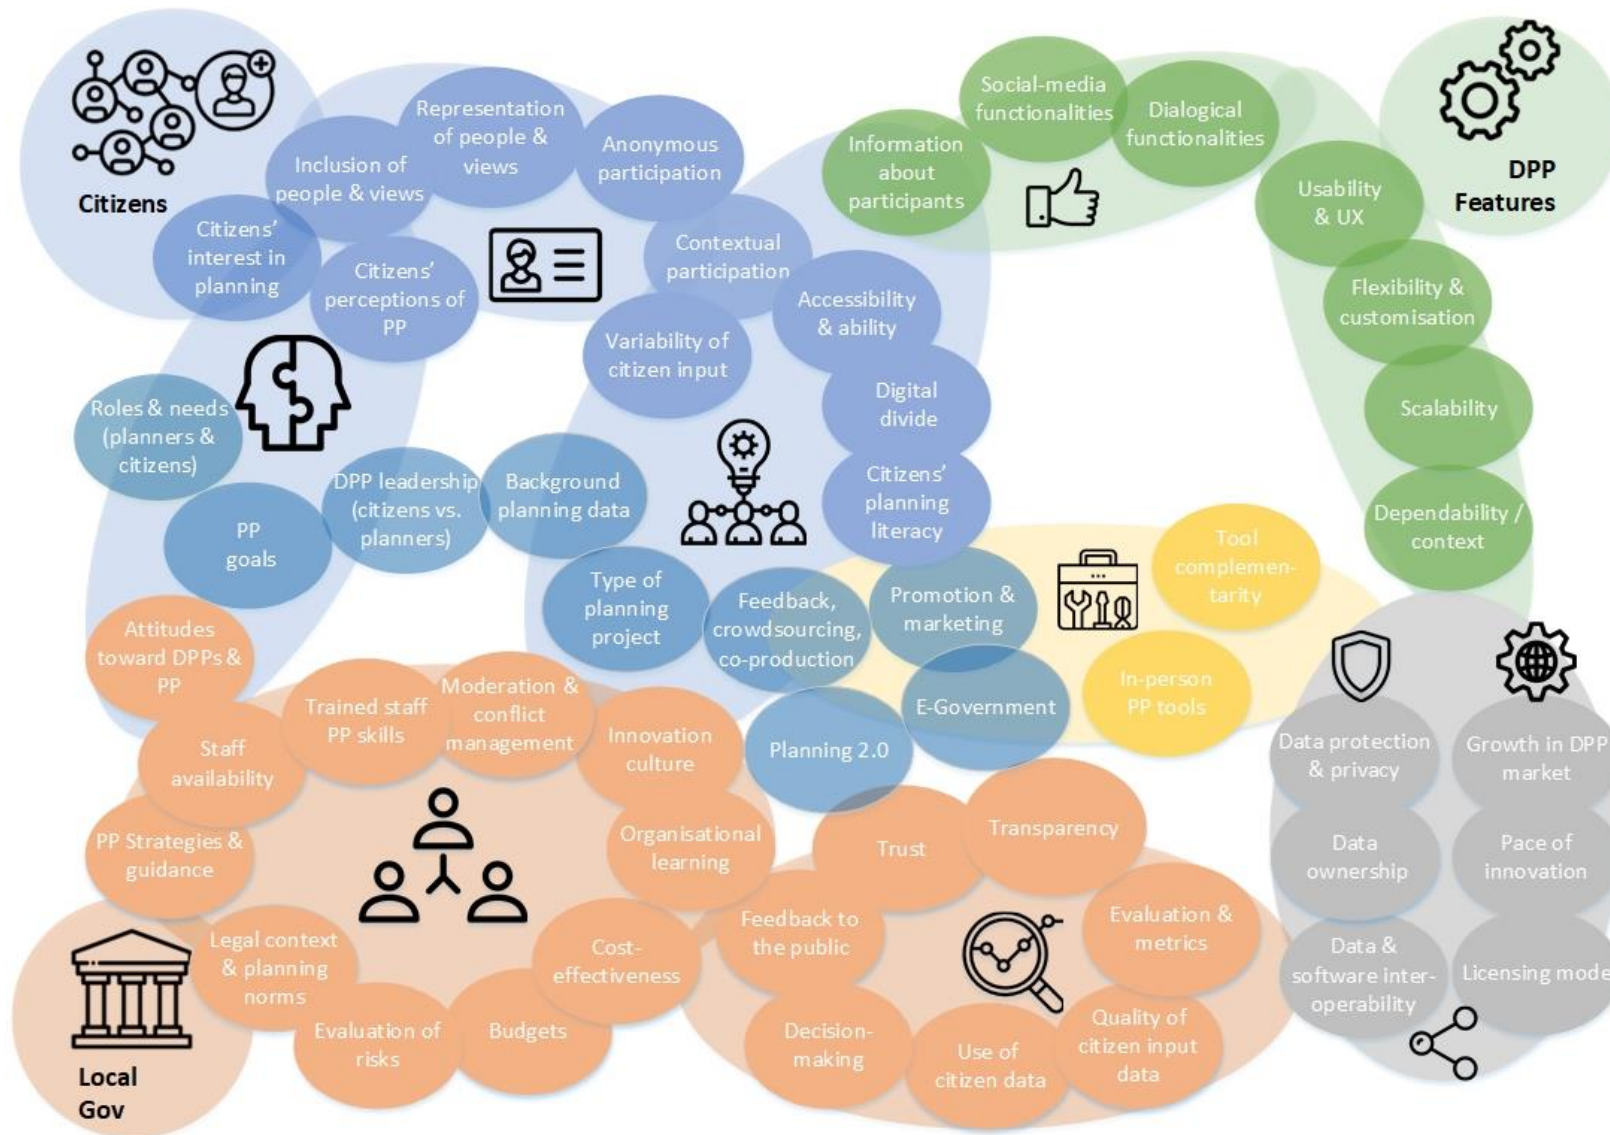 Citizens
Representation
of people &
views
Inclusion of
people & views
Anonymous
participation
Citizens'
interest in
planning
Citizens'
perceptions of
PP
Contextual
participation
Variability of
citizen input
Accessibility
& ability
Digital
divide
Citizens'
planning
literacy
Information
about
participants
Social-media
functionalities
Dialogical
functionalities
DPP
Features
Usability
& UX
Flexibility &
customisation
Scalability
Dependability /
context
Roles & needs
(planners &
citizens)
PP
goals
DPP leadership
(citizens vs.
planners)
Background
planning data
Type of
planning
project
Feedback,
crowdsourcing,
co-production
Promotion &
marketing
E-Government
Planning 2.0
Tool
complemen-
tarity
In-person
PP tools
Attitudes
toward DPPs &
PP
Staff
availability
Trained staff
PP skills
Moderation &
conflict
management
Innovation
culture
Organisational
learning
PP Strategies &
guidance
Legal context
& planning
norms
Evaluation of
risks
Budgets
Cost-
effectiveness
Local
Gov
Trust
Transparency
Feedback to
the public
Evaluation &
metrics
Decision-
making
Use of
citizen data
Quality of
citizen input
data
Data protection
& privacy
Growth in DPP
market
Data
ownership
Pace of
innovation
Data &
software inter-
operability
Licensing mode